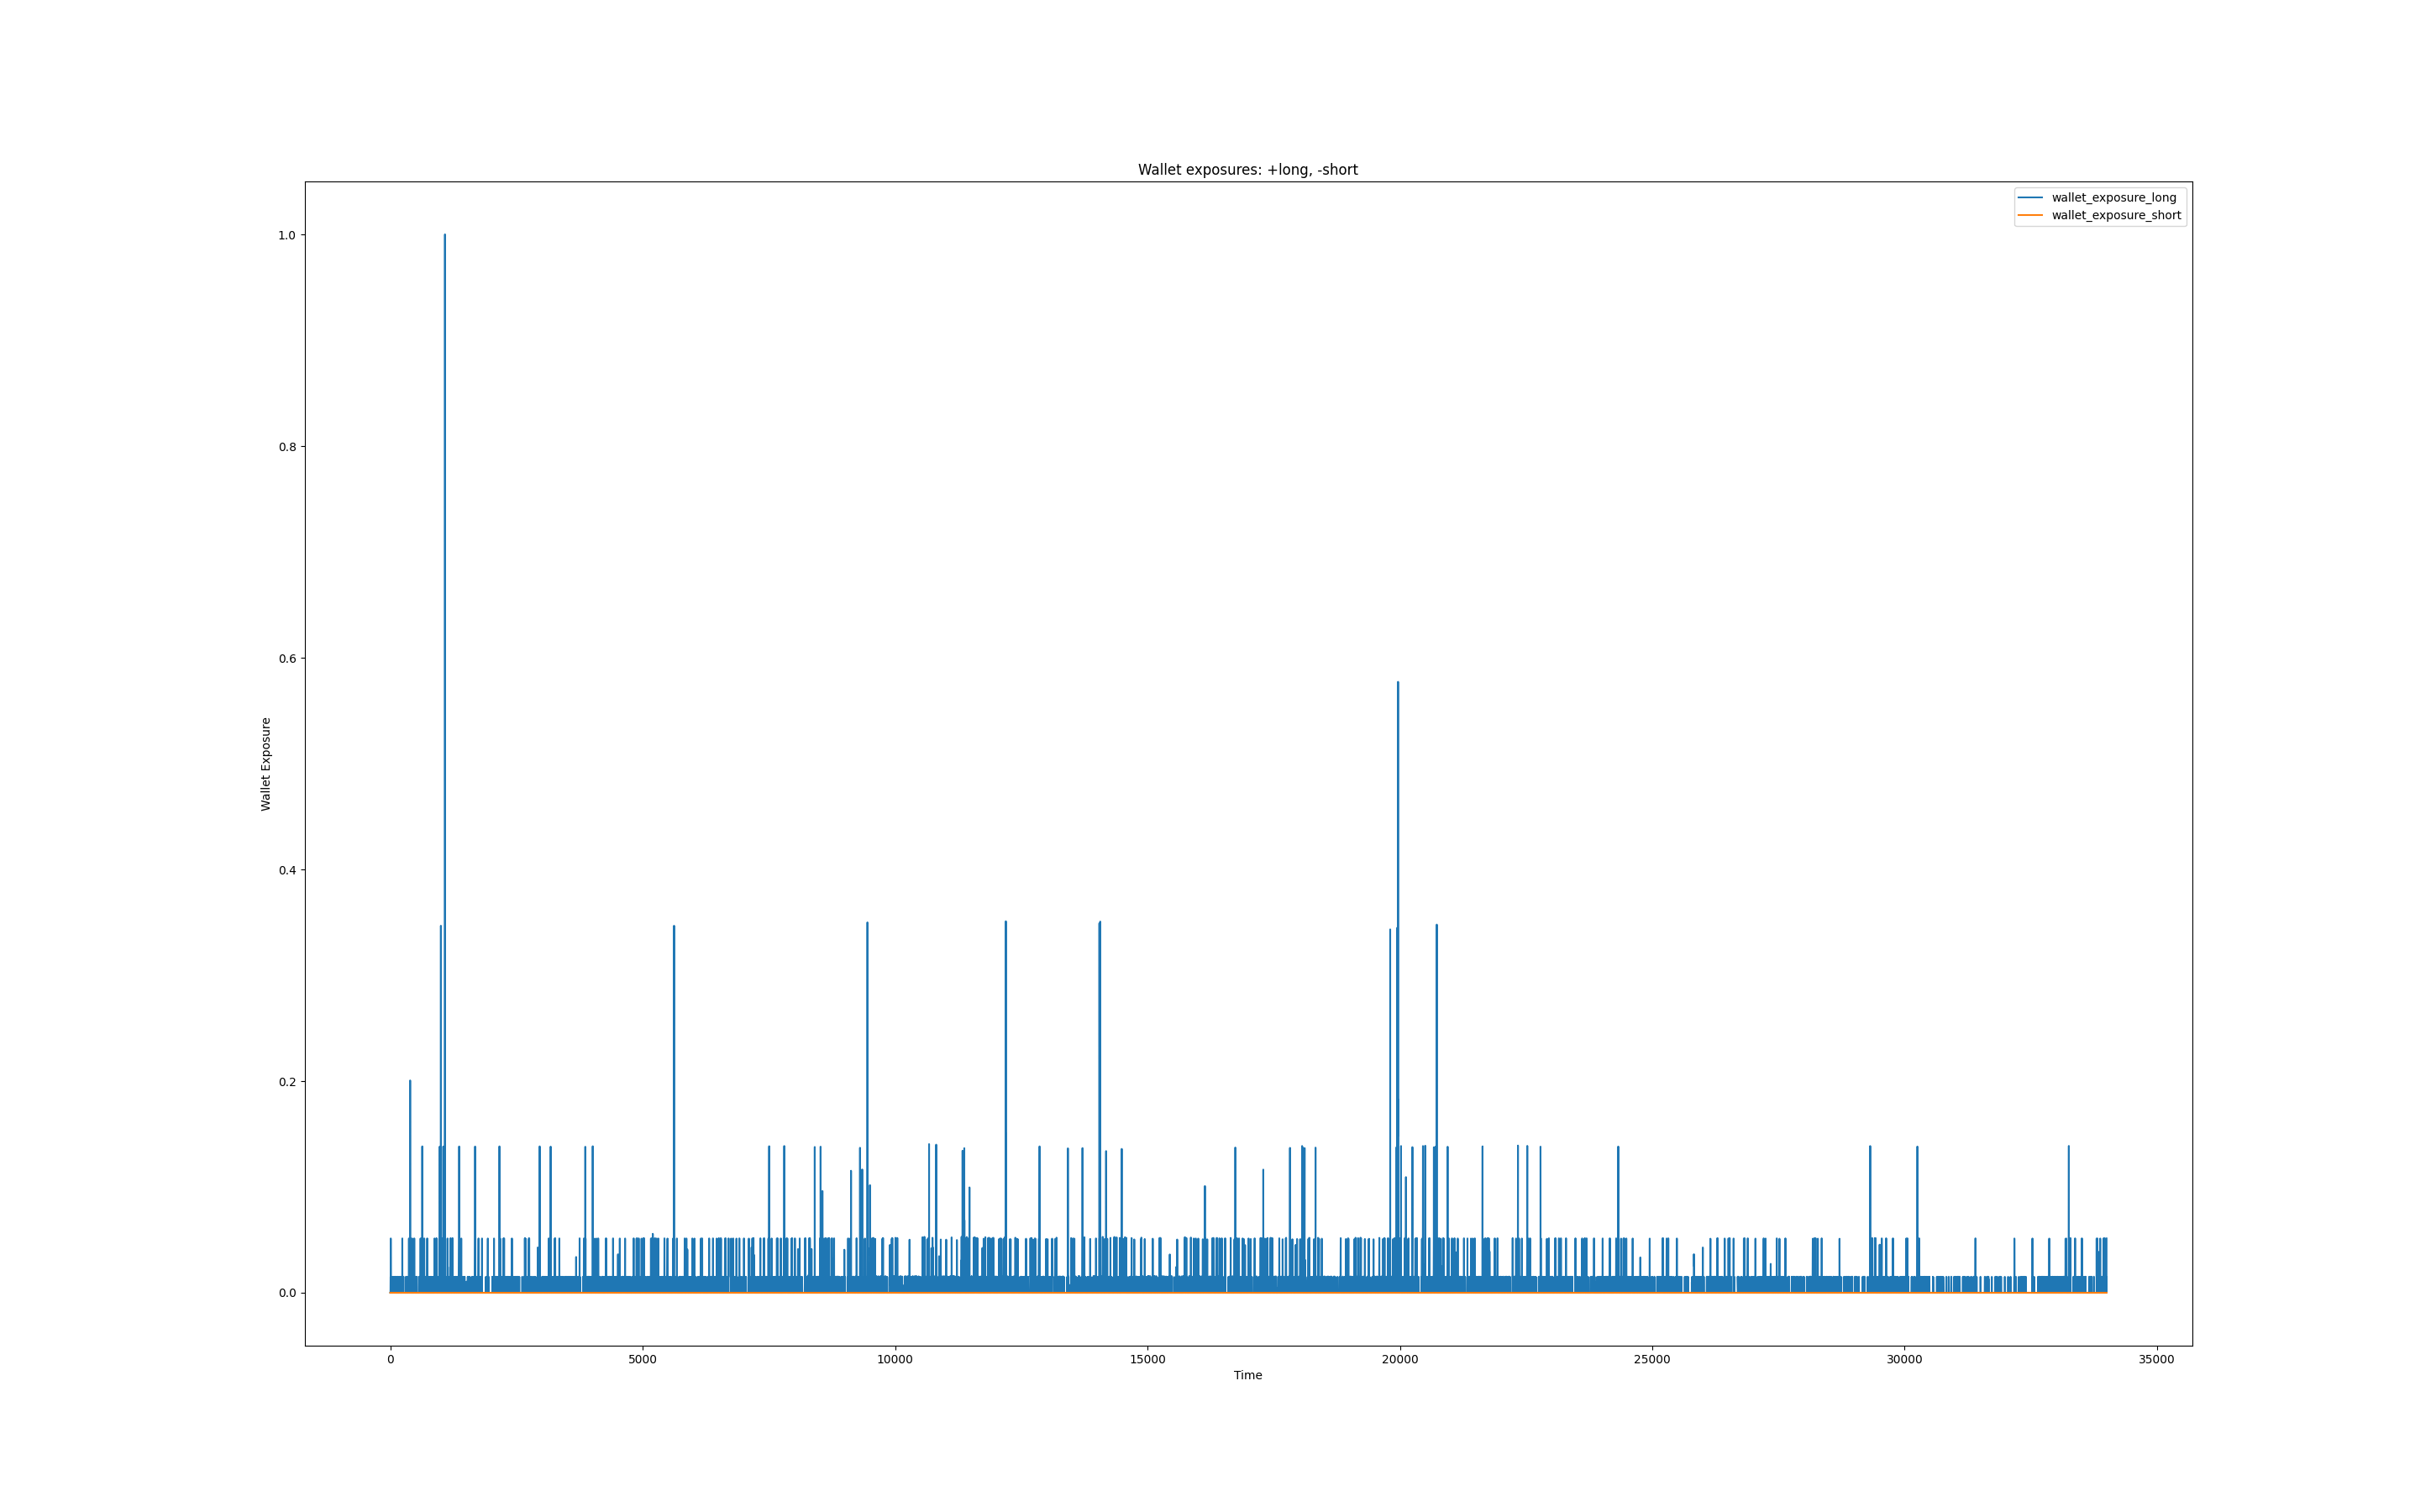 Wallet exposures: +long, -short
wallet_exposure_long
wallet_exposure_short
1.0
0.8
0.6
0.4
0.2
0.0
Wallet Exposure
0 5000 10000 15000 20000 25000 30000 35000
Time